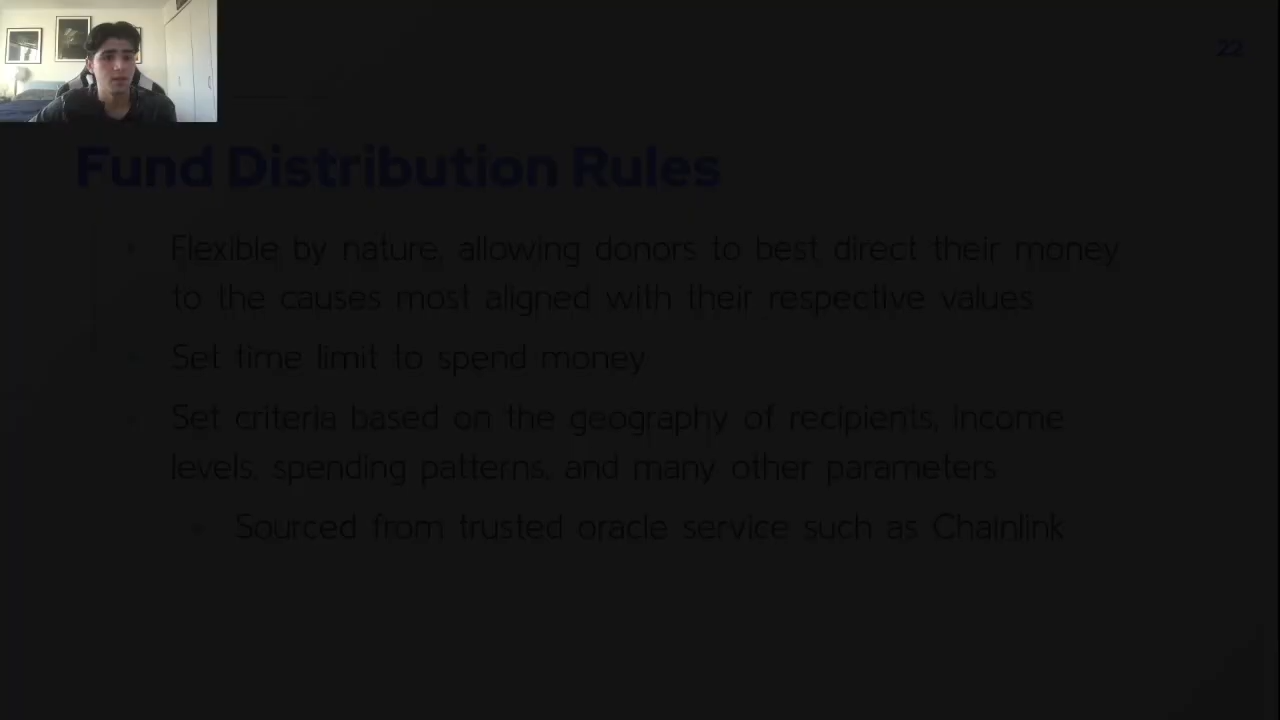 22
Fund Distribution Rules
Flexible by nature, allowing donors to best direct their money
to the causes most aligned with their respective values
Set time limit to spend money
Set criteria based on the geography of recipients, income
levels, spending patterns, and many other parameters
Sourced from trusted oracle service such as Chainlink